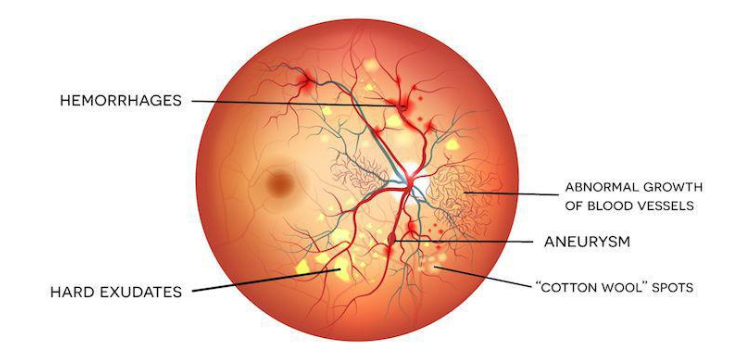 HEMORRHAGES
ABNORMAL GROWTH
OF BLOOD VESSELS
ANEURYSM
"COTTON WOOL" SPOTS
HARD EXUDATES